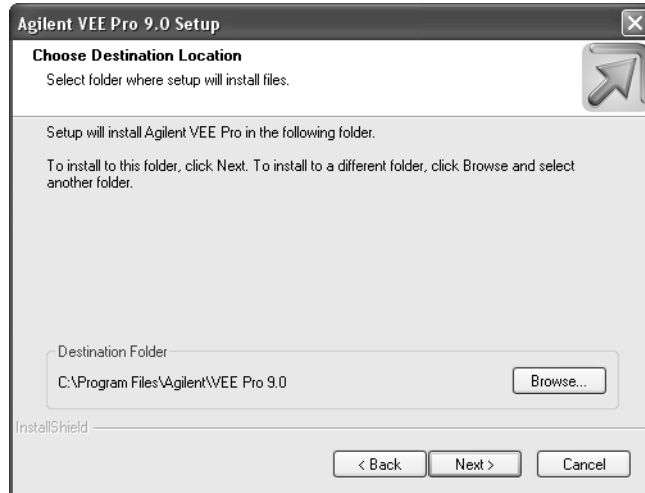 Agilent VEE Pro 9.0 Setup
Choose Destination Location
Select folder where setup will install files.
Setup will install Agilent VEE Pro in the following folder.
To install to this folder, click Next. To install to a different folder, click Browse and select
another folder.
Destination Folder
C:\Program Files\Agilent\VEE Pro 9.0
Browse...
InstallShield
< Back
Next >
Cancel